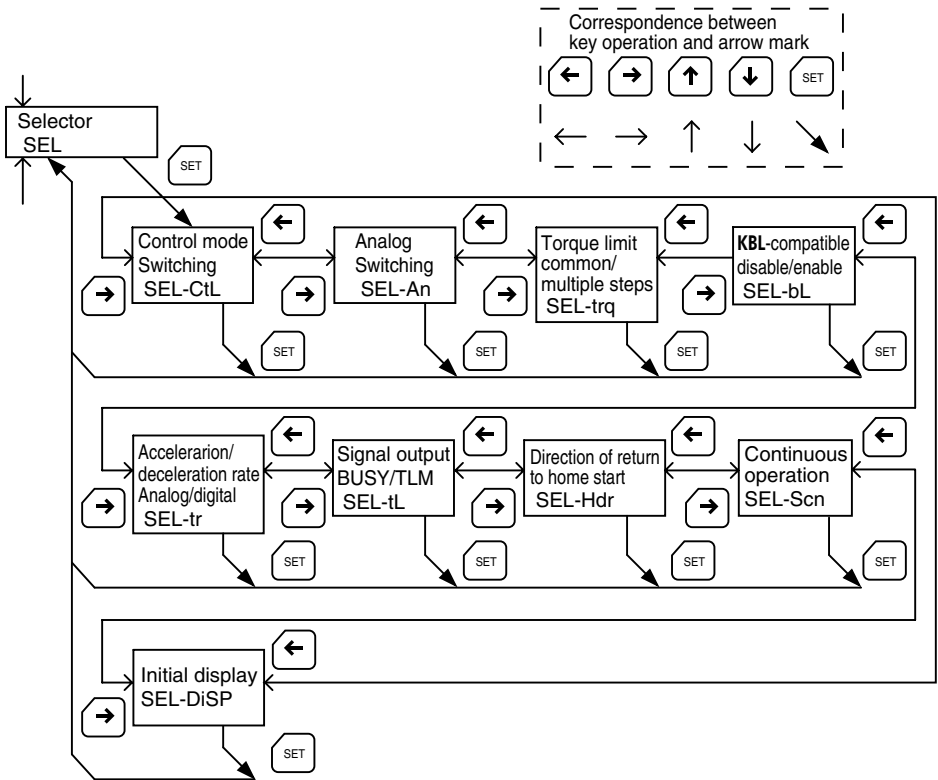 Correspondence between
key operation and arrow mark
SET
Selector
SEL
SET
Control mode
Switching
SEL-CtL
Analog
Switching
SEL-An
Torque limit
common/
multiple steps
SEL-trq
KBL-compatible
disable/enable
SEL-bL
SET
SET
SET
SET
Accelerarion/
deceleration rate
Analog/digital
SEL-tr
Signal output
BUSY/TLM
SEL-tL
Direction of return
to home start
SEL-Hdr
Continuous
operation
SEL-Scn
SET
SET
SET
SET
Initial display
SEL-DiSP
SET